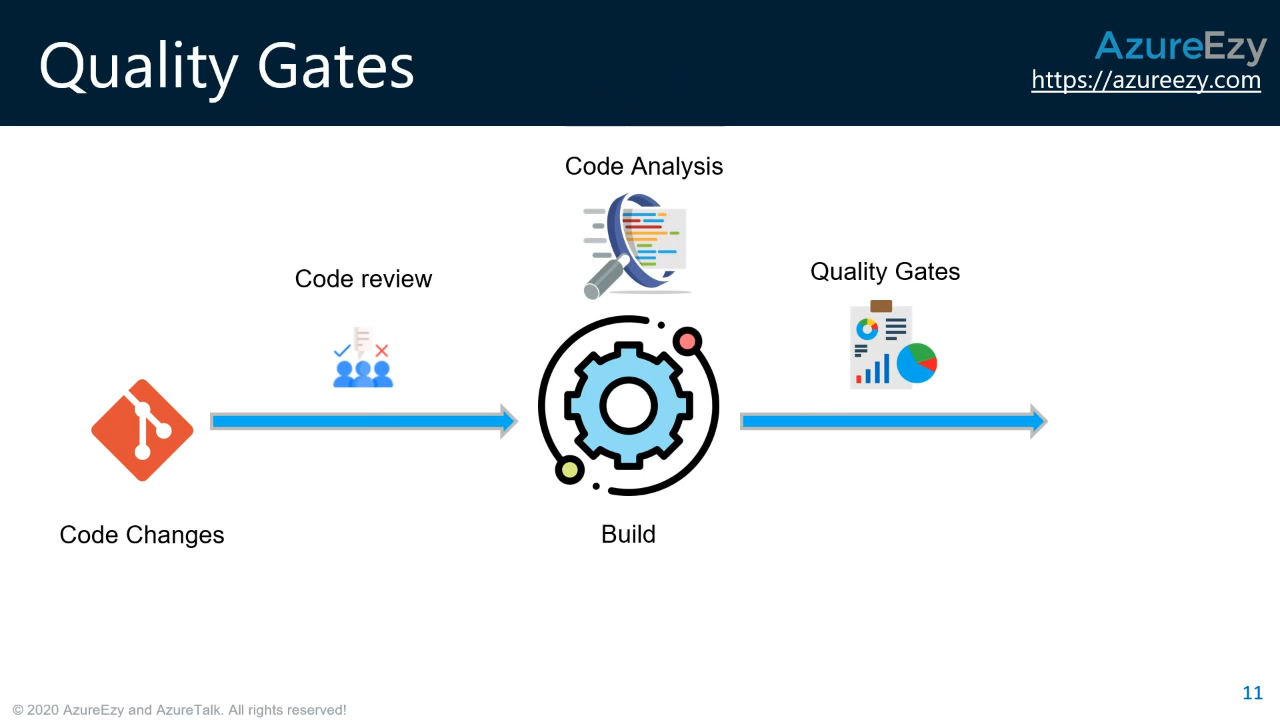 Quality Gates
AzureEzy
https://azureezy.com
Code Analysis
Code review
Quality Gates
Code Changes
Build
11
© 2020 AzureEzy and AzureTalk. All rights reserved!